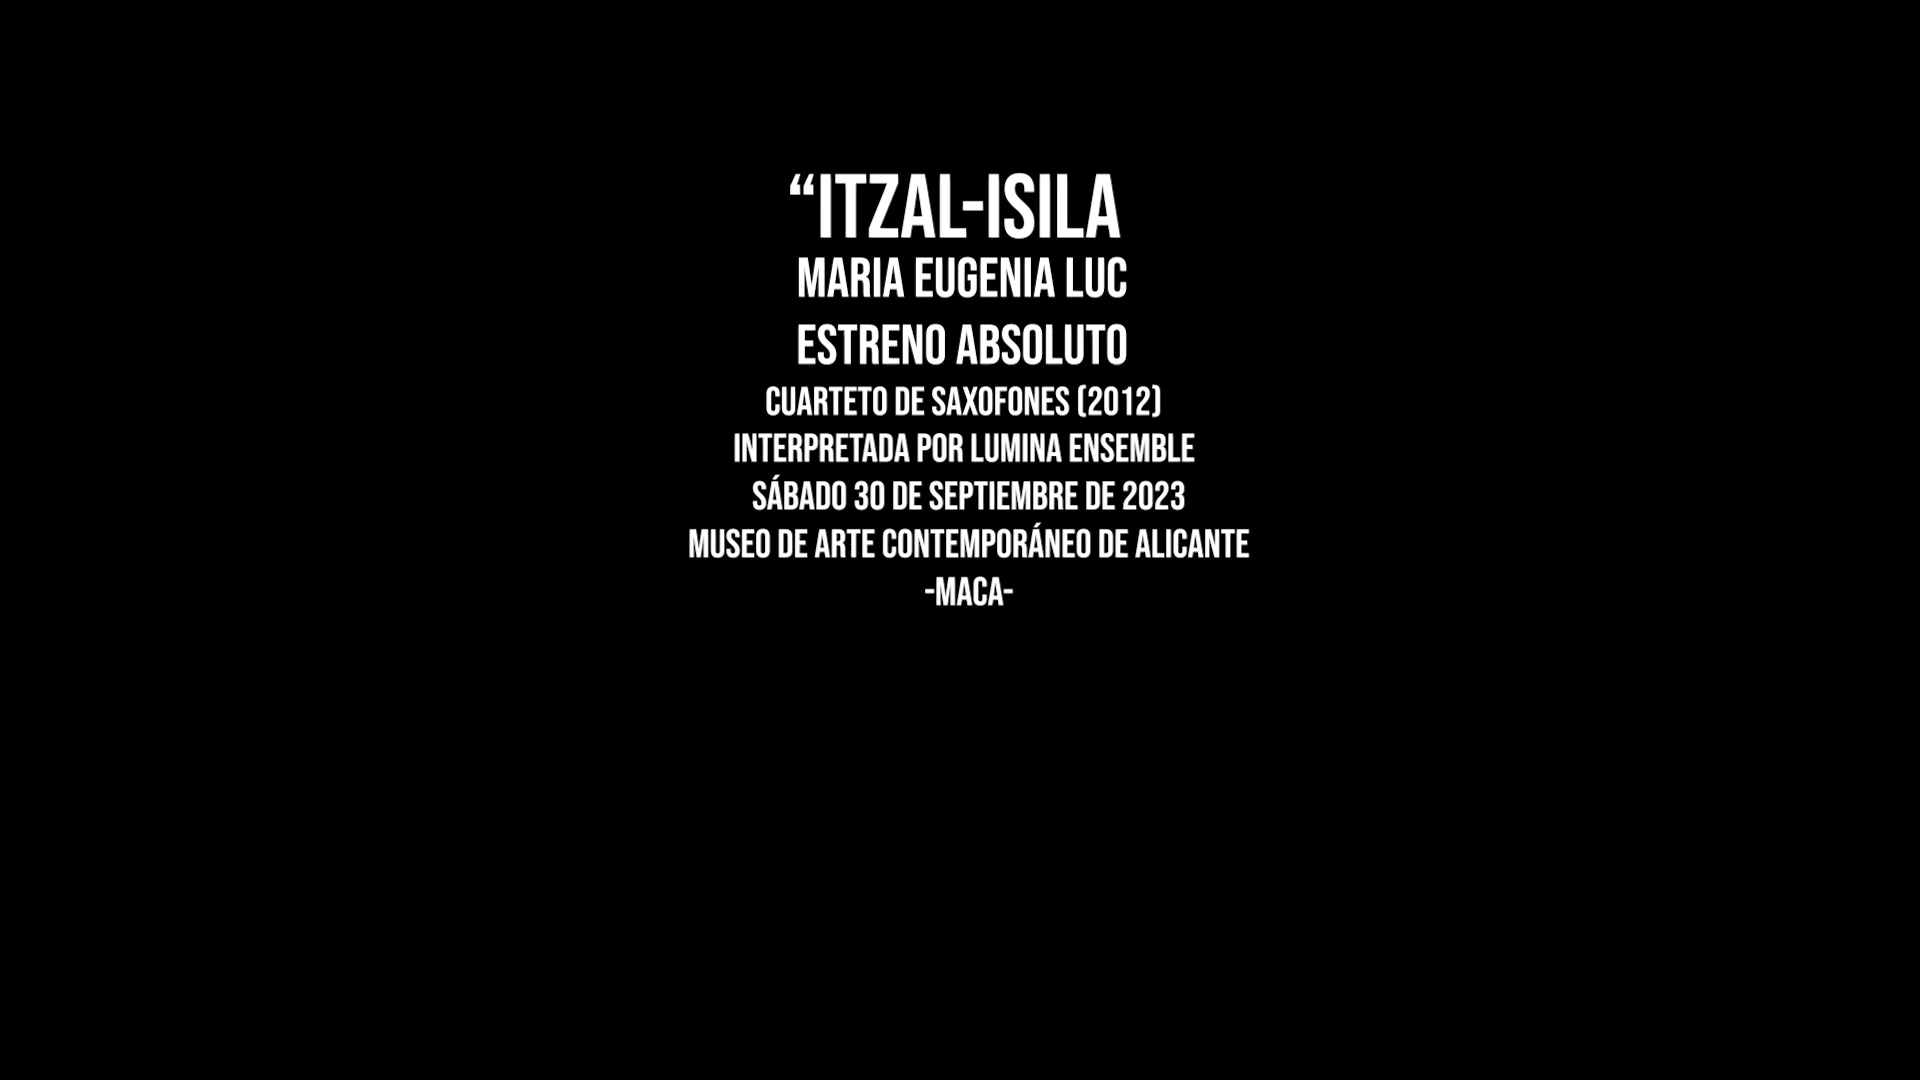 “ITZAL-ISILA
MARIA EUGENIA LUC
ESTRENO ABSOLUTO
CUARTETO DE SAXOFONES (2012)
INTERPRETADA POR LUMINA ENSEMBLE
SÁBADO 30 DE SEPTIEMBRE DE 2023
MUSEO DE ARTE CONTEMPORÁNEO DE ALICANTE
-MACA-